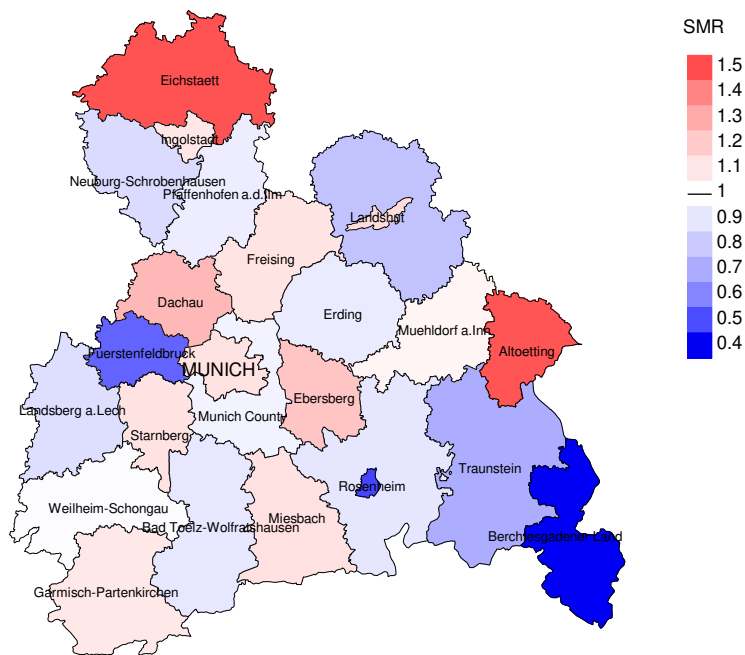 SMR
1.5
1.4
1.3
1.2
1.1
1
0.9
0.8
0.7
0.6
0.5
0.4
Eichstaett
Ingolstadt
Neuburg-Schrobenhausen
Pfaffenhofen a.d.Ilm
Landshut
Freising
Dachau
Erding
Muehldorf a.Inn
Fuerstenfeldbruck
Altoetting
MUNICH
Ebersberg
Landsberg a.Lech
Munich County
Starnberg
Traunstein
Rosenheim
Weilheim-Schongau
Miesbach
Bad Toelz-Wolfratshausen
Berchtesgadener Land
Garmisch-Partenkirchen